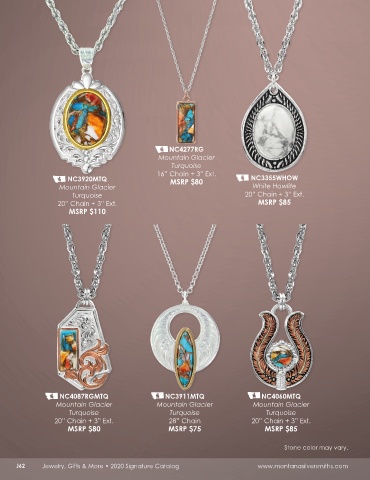 NC4277RG
Mountain Glacier
Turquoise
16" Chain + 3" Ext.
MSRP $80
NC3920MTQ
Mountain Glacier
Turquoise
20" Chain + 3" Ext.
MSRP $110
NC3355WHOW
White Howlite
20" Chain + 3" Ext.
MSRP $85
NC4087RGMTQ
Mountain Glacier
Turquoise
20" Chain + 3" Ext.
MSRP $80
NC3911MTQ
Mountain Glacier
Turquoise
28" Chain
MSRP $75
NC4060MTQ
Mountain Glacier
Turquoise
20" Chain + 3" Ext.
MSRP $85
Stone color may vary.
J62 Jewelry, Gifts & More • 2020 Signature Catalog www.montanasilversmiths.com